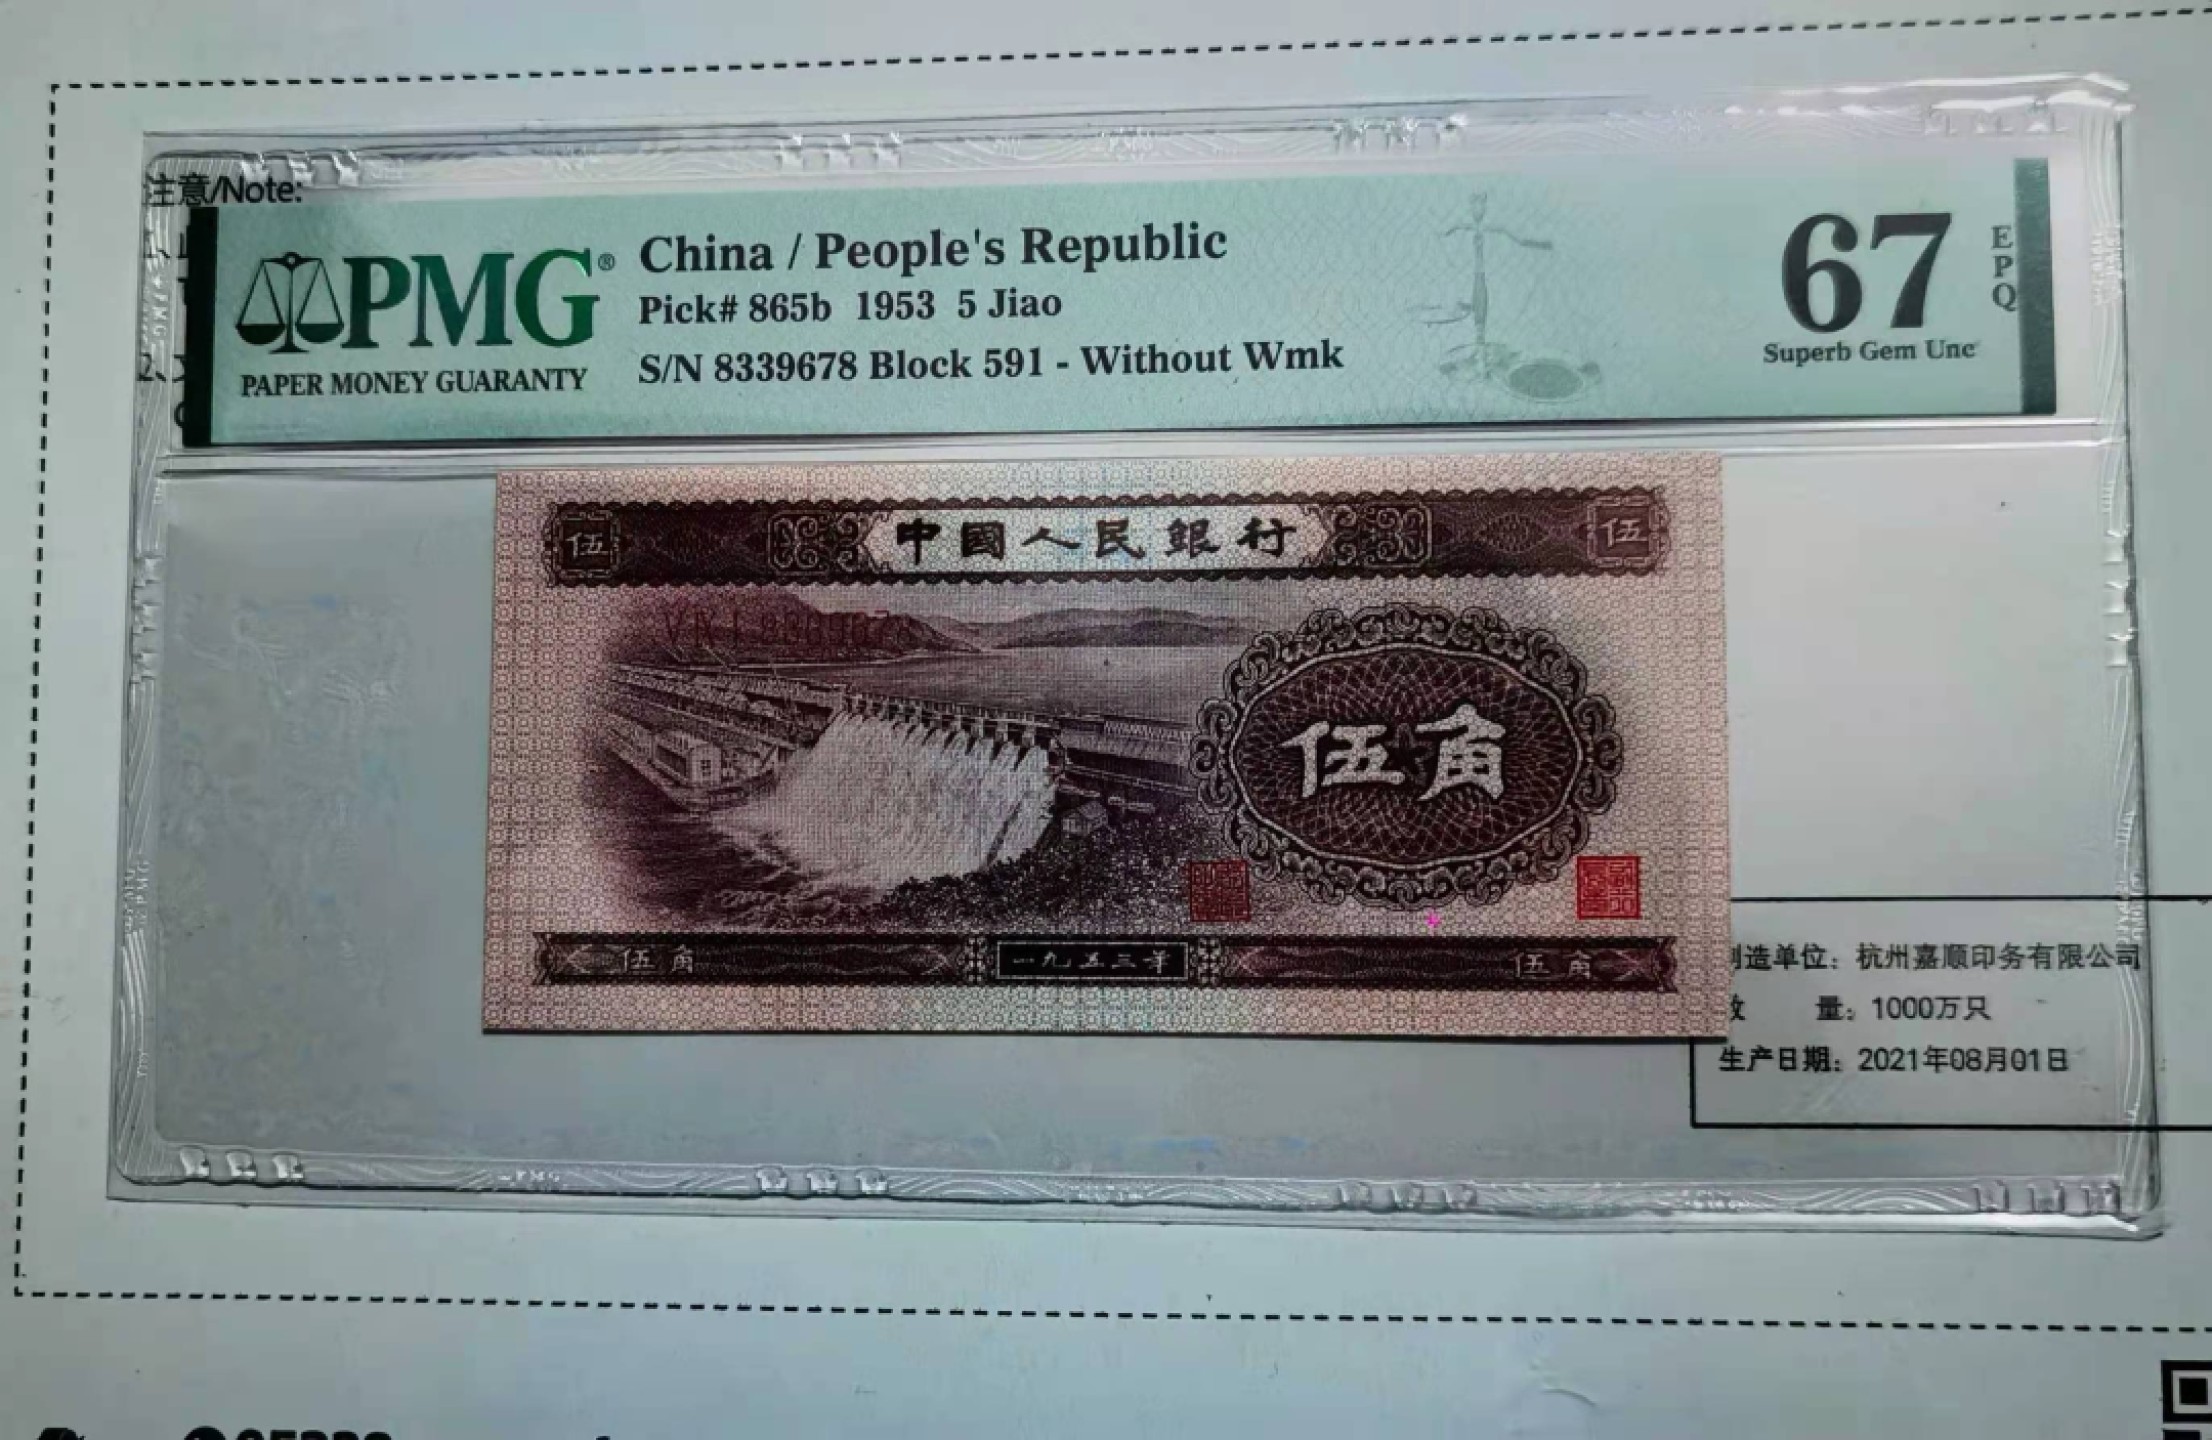 注意/Note:
PMG®
PAPER MONEY GUARANTY
China / People's Republic
Pick# 865b 1953 5 Jiao
S/N 8339678 Block 591 - Without Wmk
67
EPQ
Superb Gem Unc
2、
伍
中國人民銀行
伍
伍角
伍角
一九五三年
伍角
造单位：杭州嘉顺印务有限公司
量：1000万只
生产日期：2021年08月01日